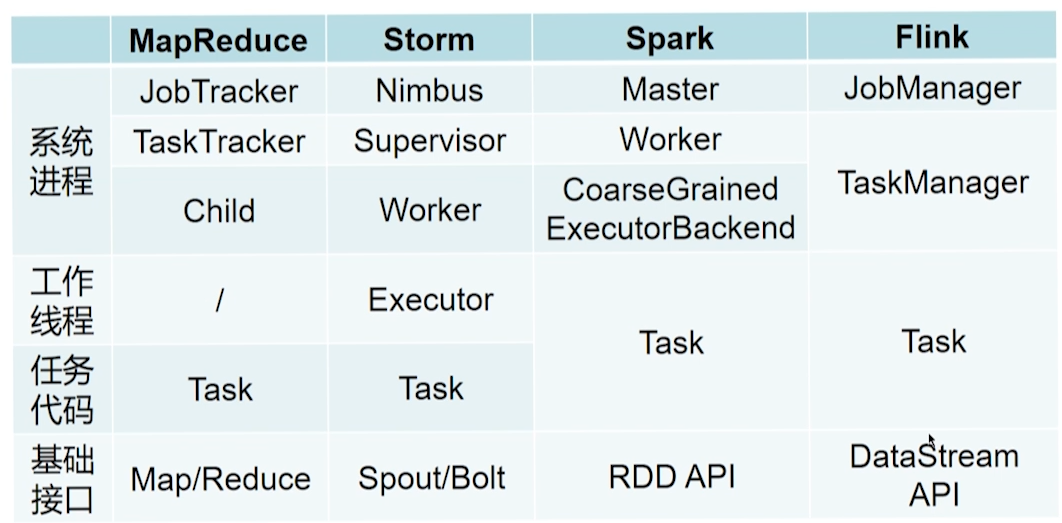 MapReduce Storm Spark Flink
系统
进程
JobTracker Nimbus Master JobManager
TaskTracker Supervisor Worker
TaskManager
Child Worker CoarseGrained
ExecutorBackend
工作
线程
/ Executor
Task Task
任务
代码
Task Task
基础
接口
Map/Reduce Spout/Bolt RDD API DataStream
API